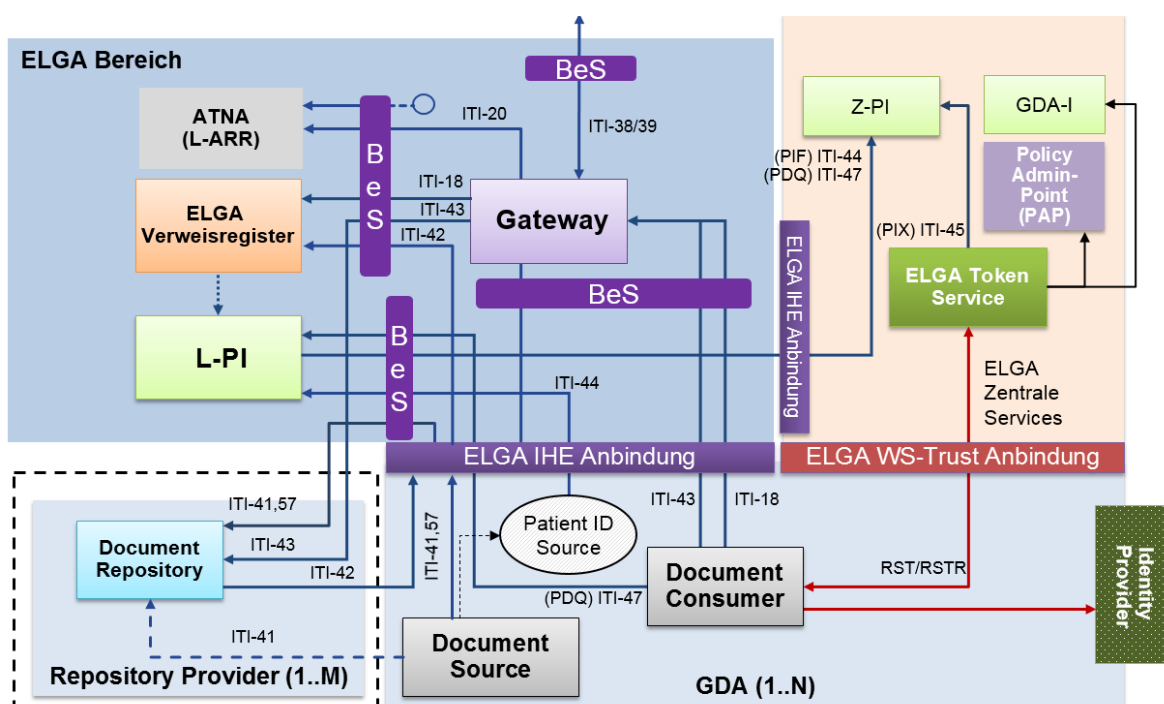 ELGA Bereich
BeS
ATNA
(L-ARR)
ITI-20
ITI-38/39
BeS
ITI-18
ITI-43
ITI-42
ELGA
Verweisregister
Gateway
BeS
L-PI
BeS
ITI-44
Z-PI
GDA-I
Policy
Admin-
Point
(PAP)
(PIF) ITI-44
(PDQ) ITI-47
(PIX) ITI-45
ELGA Token
Service
ELGA IHE Anbindung
ELGA
Zentrale
Services
ELGA IHE Anbindung
ELGA WS-Trust Anbindung
ITI-41,57
ITI-43
ITI-42
Document
Repository
ITI-41
Repository Provider (1..M)
ITI-41,57
Patient ID
Source
ITI-43
ITI-18
(PDQ) ITI-47
Document
Consumer
Document
Source
RST/RSTR
Identity
Provider
GDA (1..N)